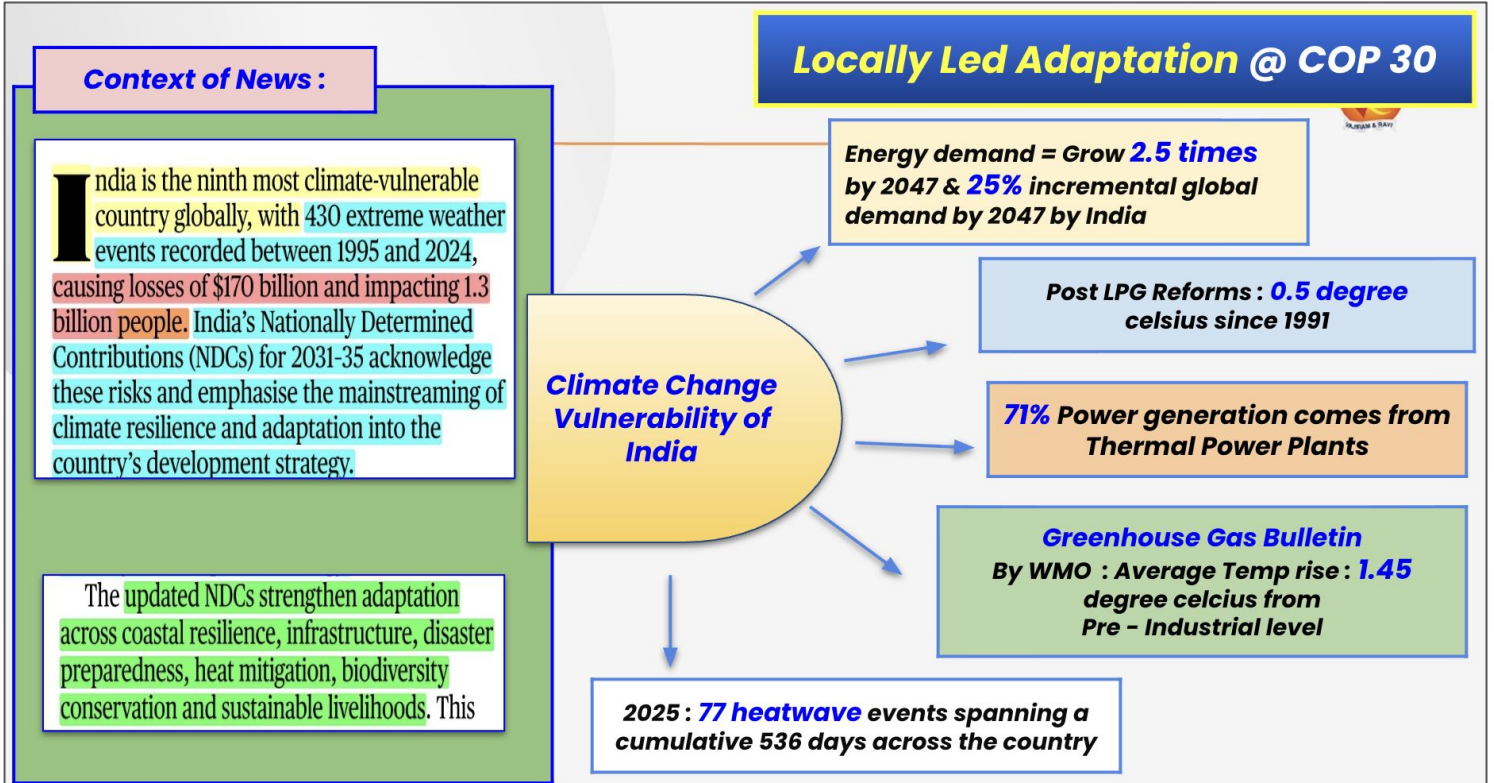 Locally Led Adaptation @ COP 30
VAJIRAM & RAVI
Context of News :
India is the ninth most climate-vulnerable
country globally, with 430 extreme weather
events recorded between 1995 and 2024,
causing losses of $170 billion and impacting 1.3
billion people. India's Nationally Determined
Contributions (NDCs) for 2031-35 acknowledge
these risks and emphasise the mainstreaming of
climate resilience and adaptation into the
country's development strategy.
The updated NDCs strengthen adaptation
across coastal resilience, infrastructure, disaster
preparedness, heat mitigation, biodiversity
conservation and sustainable livelihoods. This
Climate Change
Vulnerability of
India
Energy demand = Grow 2.5 times
by 2047 & 25% incremental global
demand by 2047 by India
Post LPG Reforms : 0.5 degree
celsius since 1991
71% Power generation comes from
Thermal Power Plants
Greenhouse Gas Bulletin
By WMO : Average Temp rise : 1.45
degree celcius from
Pre - Industrial level
2025 : 77 heatwave events spanning a
cumulative 536 days across the country